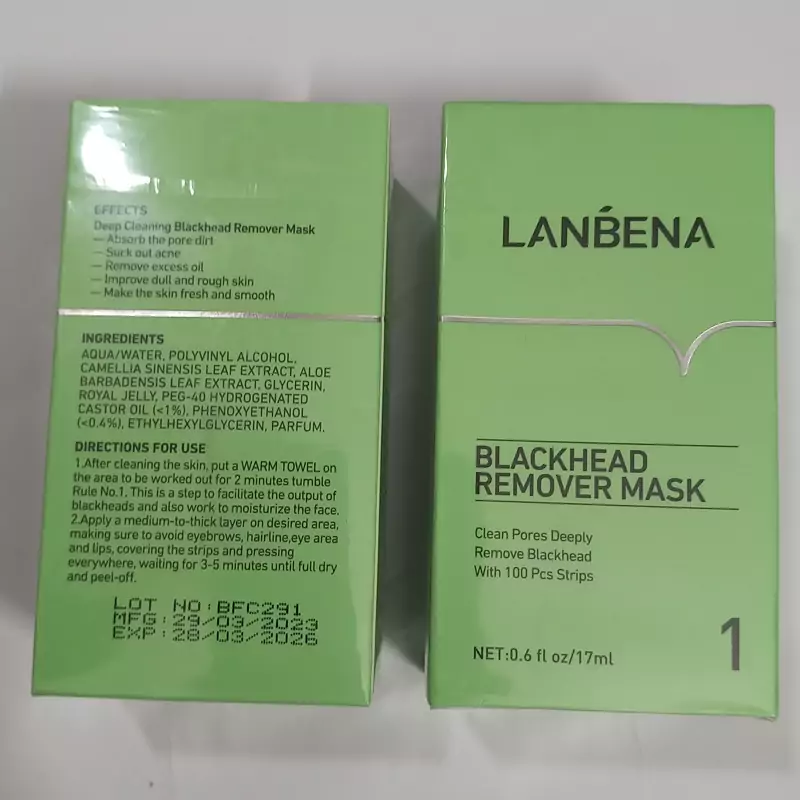 EFFECTS
Deep Cleaning Blackhead Remover Mask
— Absorb the pore dirt
— Suck out acne
— Remove excess oil
— Improve dull and rough skin
— Make the skin fresh and smooth
INGREDIENTS
AQUA/WATER, POLYVINYL ALCOHOL,
CAMELLIA SINENSIS LEAF EXTRACT, ALOE
BARBADENSIS LEAF EXTRACT, GLYCERIN,
ROYAL JELLY, PEG-40 HYDROGENATED
CASTOR OIL (<1%), PHENOXYETHANOL
(<0.4%), ETHYLHEXYLGLYCERIN, PARFUM.
DIRECTIONS FOR USE
1.After cleaning the skin, put a WARM TOWEL on
the area to be worked out for 2 minutes tumble
Rule No.1. This is a step to facilitate the output of
blackheads and also work to moisturize the face.
2.Apply a medium-to-thick layer on desired area,
making sure to avoid eyebrows, hairline,eye area
and lips, covering the strips and pressing
everywhere, waiting for 3-5 minutes until full dry
and peel-off.
LOT NO:BFC291
MFG:29/03/2023
EXP:28/03/2026
LANBENA
BLACKHEAD
REMOVER MASK
Clean Pores Deeply
Remove Blackhead
With 100 Pcs Strips
NET:0.6 fl oz/17ml
1